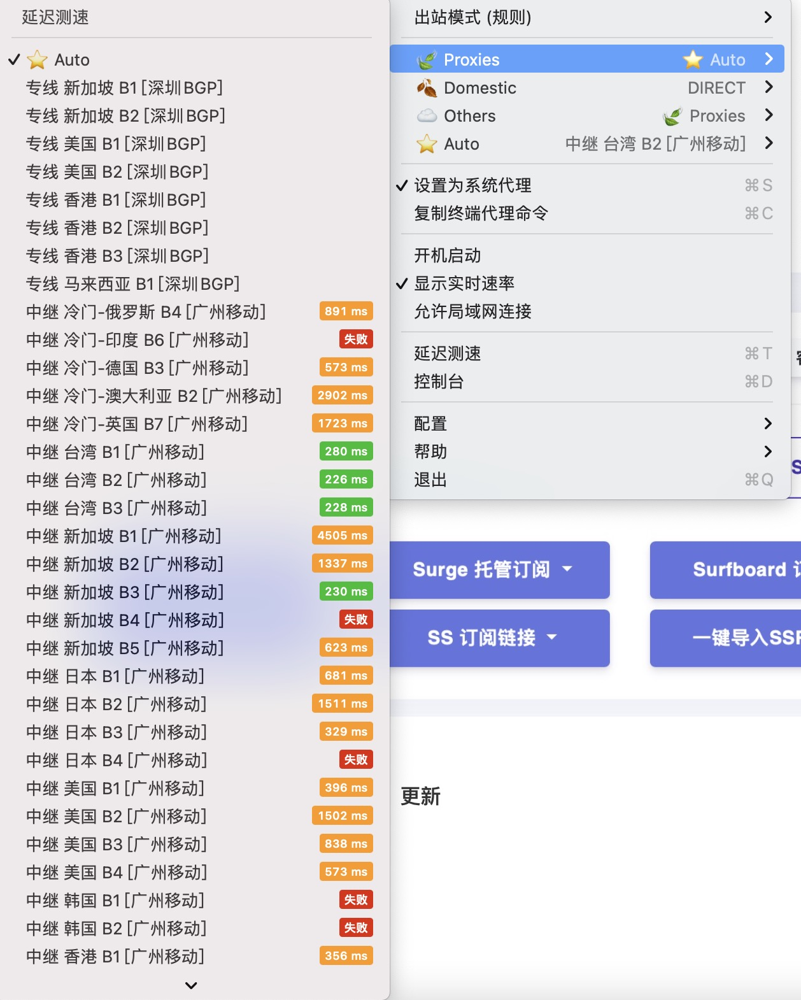 延迟测速
✓ ⭐ Auto
专线 新加坡 B1 [深圳BGP]
专线 新加坡 B2 [深圳BGP]
专线 美国 B1 [深圳BGP]
专线 美国 B2 [深圳BGP]
专线 香港 B1 [深圳BGP]
专线 香港 B2 [深圳BGP]
专线 香港 B3 [深圳BGP]
专线 马来西亚 B1 [深圳BGP]
中继 冷门-俄罗斯 B4 [广州移动] 891 ms
中继 冷门-印度 B6 [广州移动] 失败
中继 冷门-德国 B3 [广州移动] 573 ms
中继 冷门-澳大利亚 B2 [广州移动] 2902 ms
中继 冷门-英国 B7 [广州移动] 1723 ms
中继 台湾 B1 [广州移动] 280 ms
中继 台湾 B2 [广州移动] 226 ms
中继 台湾 B3 [广州移动] 228 ms
中继 新加坡 B1 [广州移动] 4505 ms
中继 新加坡 B2 [广州移动] 1337 ms
中继 新加坡 B3 [广州移动] 230 ms
中继 新加坡 B4 [广州移动] 失败
中继 新加坡 B5 [广州移动] 623 ms
中继 日本 B1 [广州移动] 681 ms
中继 日本 B2 [广州移动] 1511 ms
中继 日本 B3 [广州移动] 329 ms
中继 日本 B4 [广州移动] 失败
中继 美国 B1 [广州移动] 396 ms
中继 美国 B2 [广州移动] 1502 ms
中继 美国 B3 [广州移动] 838 ms
中继 美国 B4 [广州移动] 573 ms
中继 韩国 B1 [广州移动] 失败
中继 韩国 B2 [广州移动] 失败
中继 香港 B1 [广州移动] 356 ms
出站模式 (规则)
Proxies ⭐ Auto
Domestic DIRECT
Others Proxies
⭐ Auto 中继 台湾 B2 [广州移动]
✓ 设置为系统代理 ⌘S
复制终端代理命令 ⌘C
开机启动
✓ 显示实时速率
允许局域网连接
延迟测速 ⌘T
控制台 ⌘D
配置
帮助
退出 ⌘Q
Surge 托管订阅
Surfboard
SS 订阅链接
一键导入SS
更新